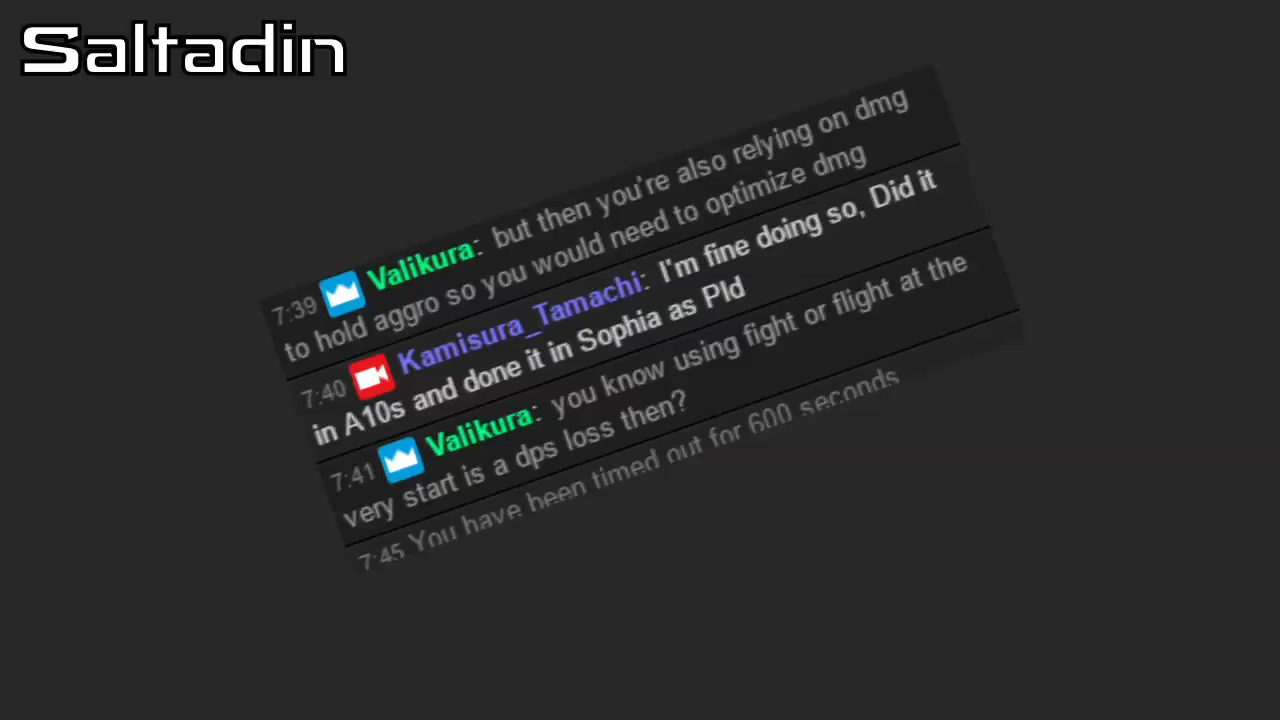 Saltadin
7:39 Valikura: but then you're also relying on dmg
to hold aggro so you would need to optimize dmg
7:40 Kamisura_Tamachi: I'm fine doing so, Did it
in A10s and done it in Sophia as Pld
7:41 Valikura: you know using fight or flight at the
very start is a dps loss then?
7:45 You have been timed out for 600 seconds